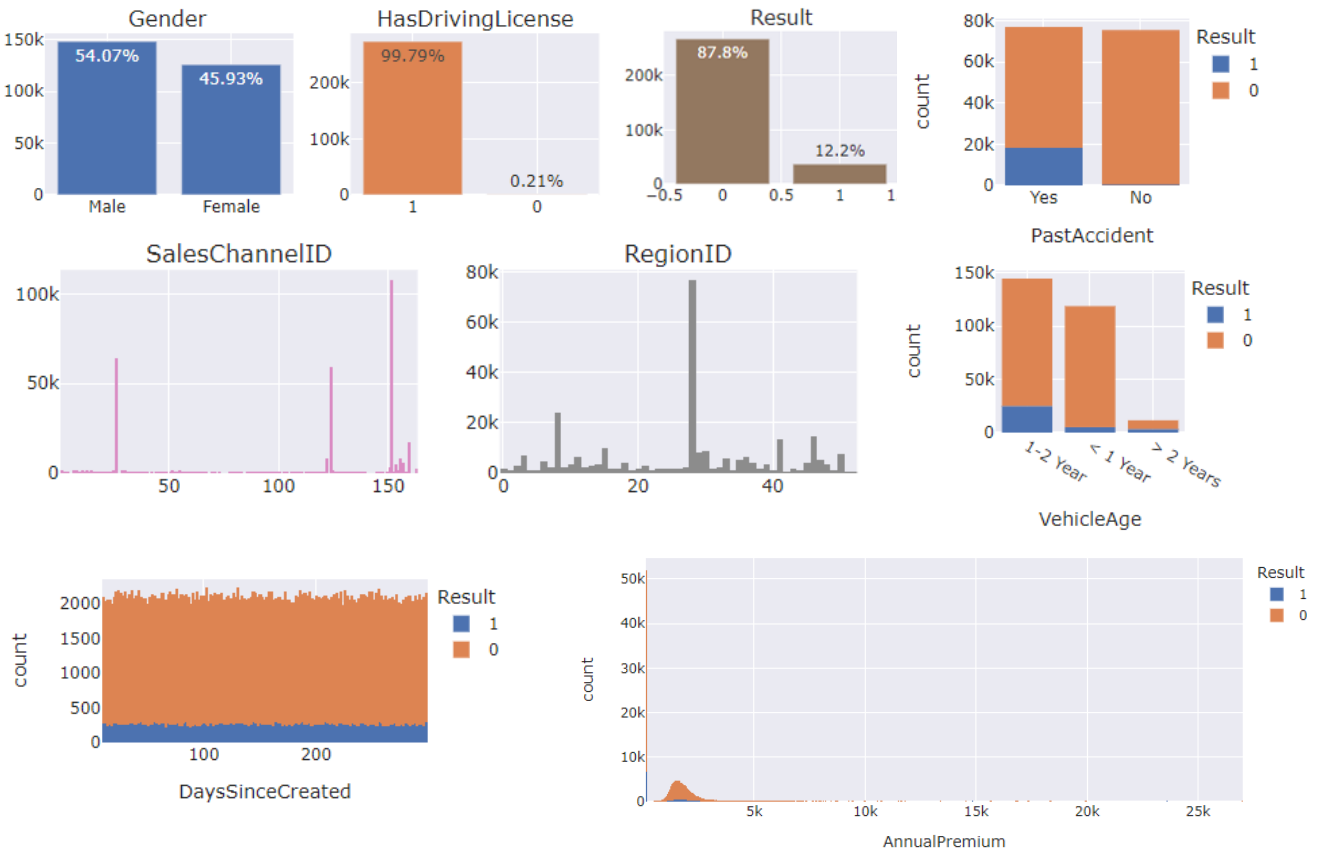 Gender
150k
100k
50k
0
54.07%
45.93%
Male Female
HasDrivingLicense
200k
100k
0
99.79%
0.21%
1 0
Result
200k
100k
0
87.8%
12.2%
−0.5 0 0.5 1 1
80k
60k
40k
20k
0
count
Yes No
PastAccident
Result
1
0
SalesChannelID
100k
50k
0
50 100 150
RegionID
80k
60k
40k
20k
0
0 20 40
150k
100k
50k
0
count
1-2 Year
< 1 Year
> 2 Years
VehicleAge
Result
1
0
2000
1500
1000
500
0
count
100 200
DaysSinceCreated
Result
1
0
50k
40k
30k
20k
10k
0
count
5k 10k 15k 20k 25k
AnnualPremium
Result
1
0